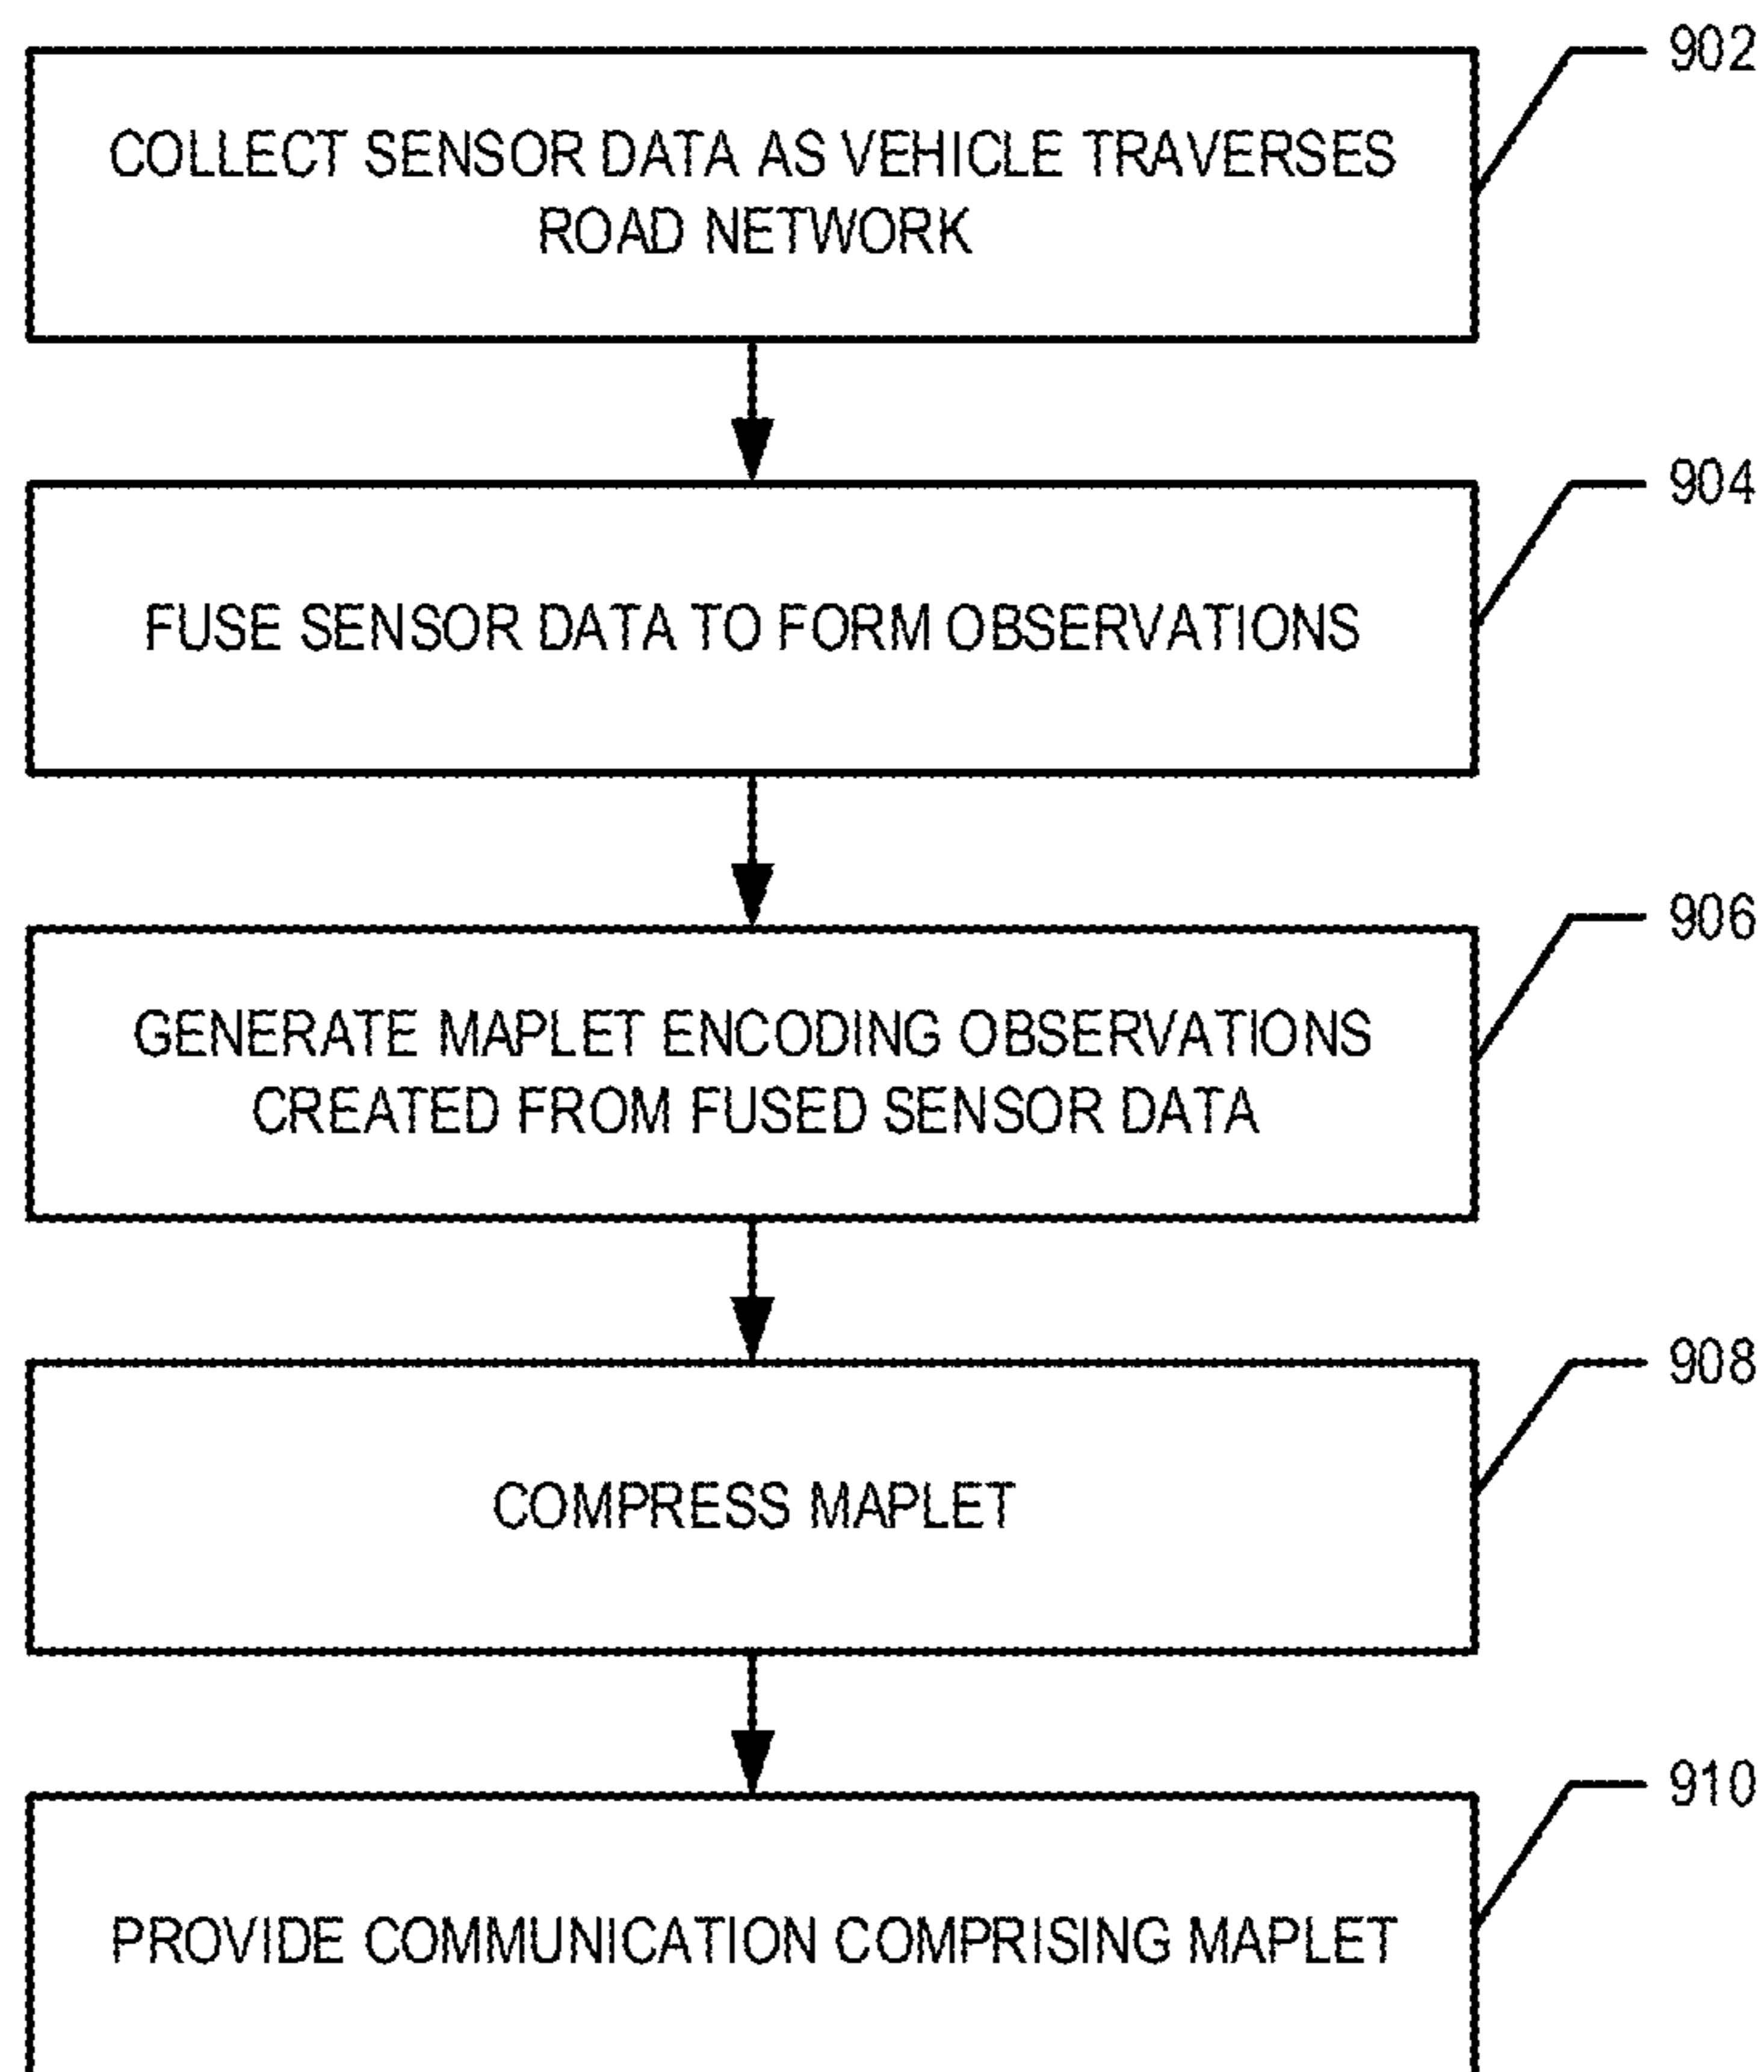 902
COLLECT SENSOR DATA AS VEHICLE TRAVERSES
ROAD NETWORK
904
FUSE SENSOR DATA TO FORM OBSERVATIONS
906
GENERATE MAPLET ENCODING OBSERVATIONS
CREATED FROM FUSED SENSOR DATA
908
COMPRESS MAPLET
910
PROVIDE COMMUNICATION COMPRISING MAPLET